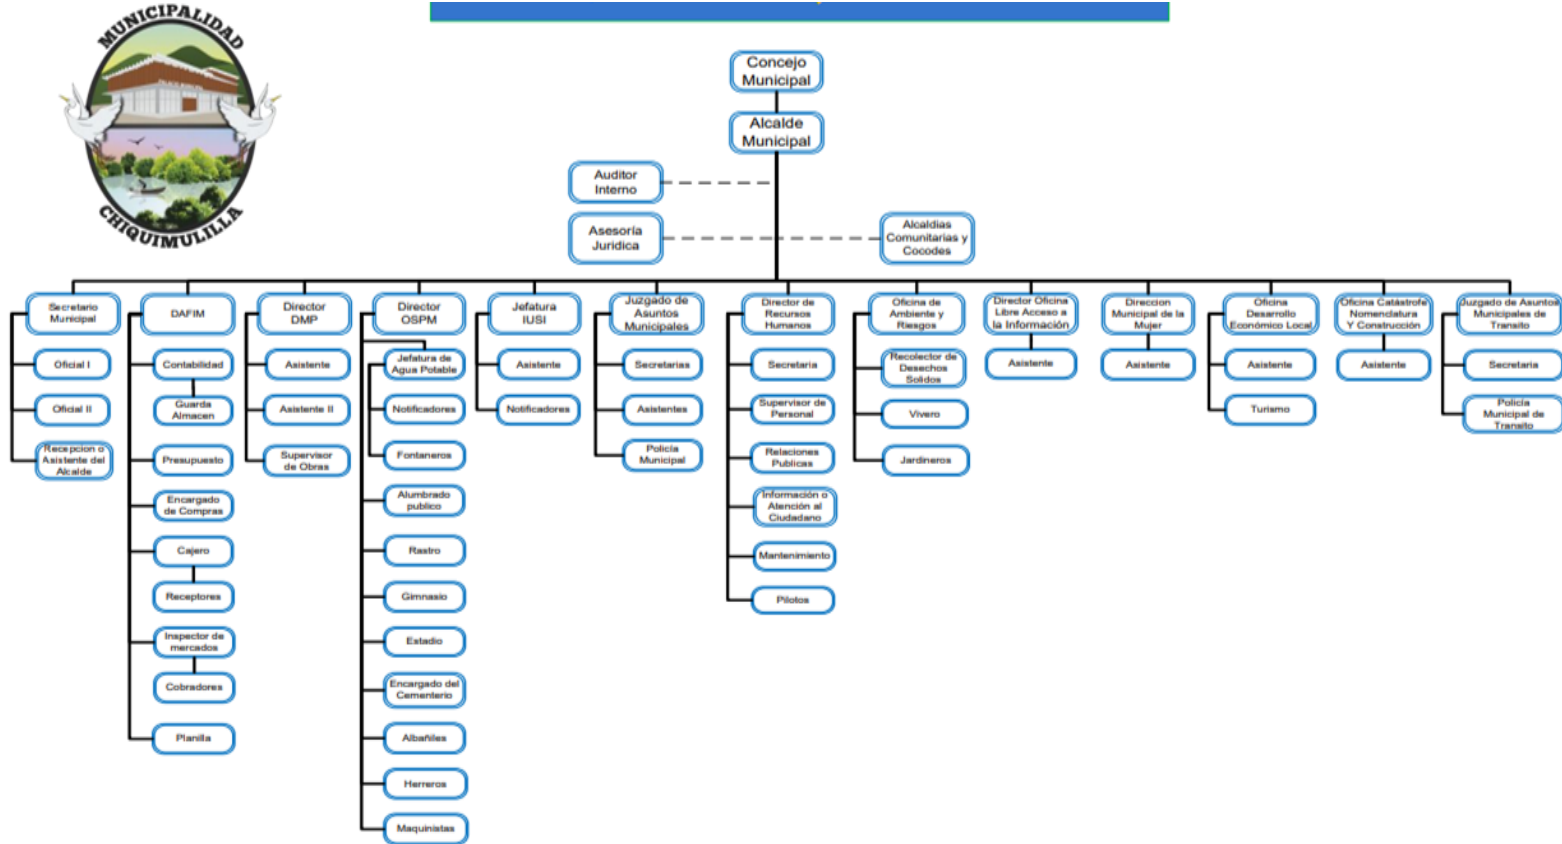 MUNICIPALIDAD
CHIQUIMULILLA
Concejo
Municipal
Alcalde
Municipal
Auditor
Interno
Asesoría
Juridica
Alcaldias
Comunitarias y
Cocodes
Secretario
Municipal
Oficial I
Oficial II
Recepcion o
Asistente del
Alcalde
DAFIM
Contabilidad
Guarda
Almacen
Presupuesto
Encargado
de Compras
Cajero
Receptores
Inspector de
mercados
Cobradores
Planilla
Director
DMP
Asistente
Asistente II
Supervisor
de Obras
Director
OSPM
Jefatura de
Agua Potable
Notificadores
Fontaneros
Alumbrado
publico
Rastro
Gimnasio
Estadio
Encargado del
Cementerio
Albañiles
Herreros
Maquinistas
Jefatura
IUSI
Asistente
Notificadores
Juzgado de
Asuntos
Municipales
Secretarias
Asistentes
Policía
Municipal
Director de
Recursos
Humanos
Secretaria
Supervisor de
Personal
Relaciones
Publicas
Información o
Atención al
Ciudadano
Mantenimiento
Pilotos
Oficina de
Ambiente y
Riesgos
Recolector de
Desechos
Solidos
Vivero
Jardineros
Director Oficina
Libre Acceso a
la Información
Asistente
Direccion
Municipal de la
Mujer
Asistente
Oficina
Desarrollo
Económico Local
Asistente
Turismo
Oficina Catástrofe
Nomenclatura
Y Construcción
Asistente
Juzgado de Asuntos
Municipales de
Transito
Secretaria
Policía
Municipal de
Transito